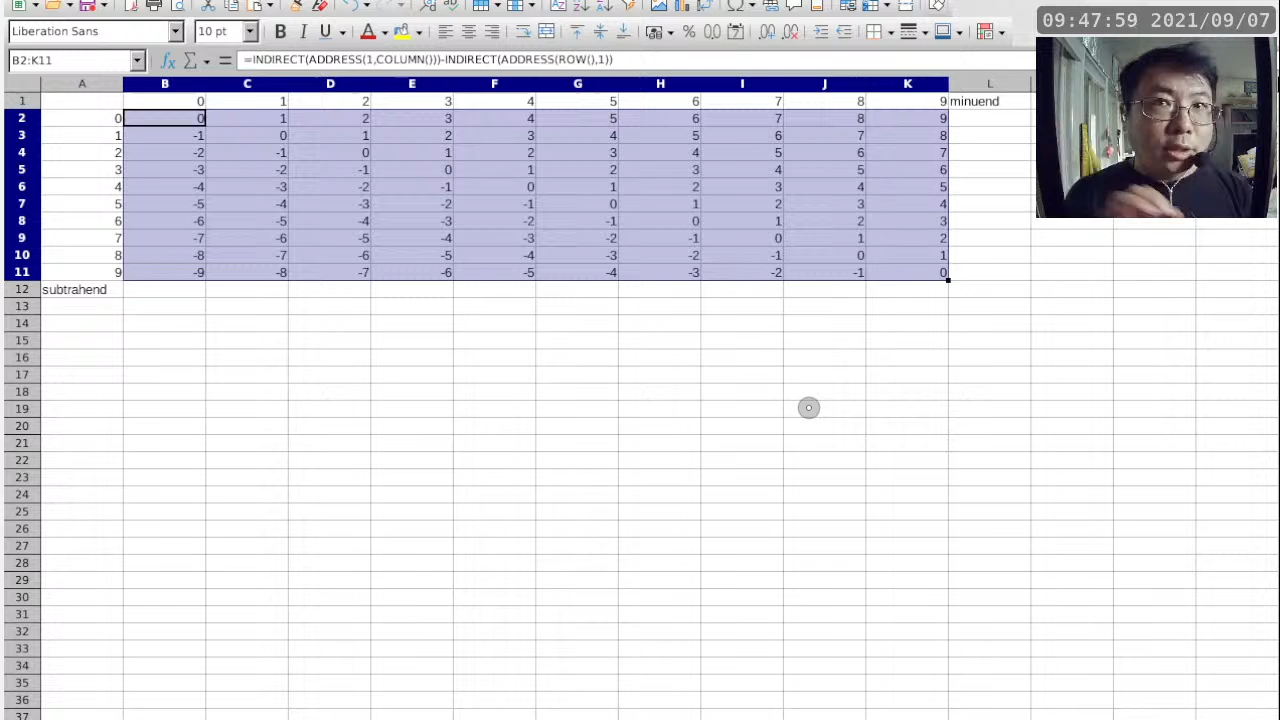 09:47:59 2021/09/07
Liberation Sans 10 pt
B2:K11 =INDIRECT(ADDRESS(1,COLUMN()))-INDIRECT(ADDRESS(ROW(),1))
A B C D E F G H I J K L
1 0 1 2 3 4 5 6 7 8 9 minuend
2 0 0 1 2 3 4 5 6 7 8 9
3 1 -1 0 1 2 3 4 5 6 7 8
4 2 -2 -1 0 1 2 3 4 5 6 7
5 3 -3 -2 -1 0 1 2 3 4 5 6
6 4 -4 -3 -2 -1 0 1 2 3 4 5
7 5 -5 -4 -3 -2 -1 0 1 2 3 4
8 6 -6 -5 -4 -3 -2 -1 0 1 2 3
9 7 -7 -6 -5 -4 -3 -2 -1 0 1 2
10 8 -8 -7 -6 -5 -4 -3 -2 -1 0 1
11 9 -9 -8 -7 -6 -5 -4 -3 -2 -1 0
12 subtrahend
13
14
15
16
17
18
19
20
21
22
23
24
25
26
27
28
29
30
31
32
33
34
35
36
37